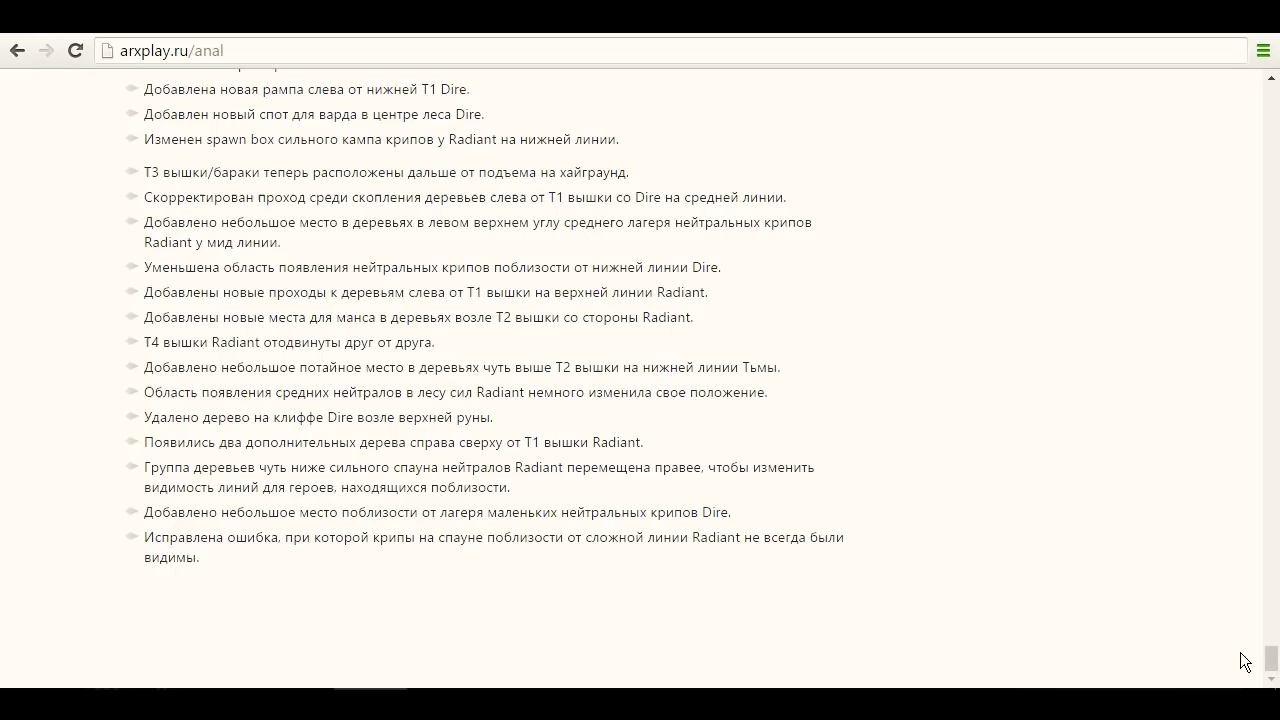 arxplay.ru/anal
Добавлена новая рампа слева от нижней Т1 Dire.
Добавлен новый спот для варда в центре леса Dire.
Изменен spawn box сильного кампа крипов у Radiant на нижней линии.
Т3 вышки/бараки теперь расположены дальше от подъема на хайграунд.
Скорректирован проход среди скопления деревьев слева от Т1 вышки со Dire на средней линии.
Добавлено небольшое место в деревьях в левом верхнем углу среднего лагеря нейтральных крипов
Radiant у мид линии.
Уменьшена область появления нейтральных крипов поблизости от нижней линии Dire.
Добавлены новые проходы к деревьям слева от Т1 вышки на верхней линии Radiant.
Добавлены новые места для манса в деревьях возле Т2 вышки со стороны Radiant.
Т4 вышки Radiant отодвинуты друг от друга.
Добавлено небольшое потайное место в деревьях чуть выше Т2 вышки на нижней линии Тьмы.
Область появления средних нейтралов в лесу сил Radiant немного изменила свое положение.
Удалено дерево на клиффе Dire возле верхней руны.
Появились два дополнительных дерева справа сверху от Т1 вышки Radiant.
Группа деревьев чуть ниже сильного спауна нейтралов Radiant перемещена правее, чтобы изменить
видимость линий для героев, находящихся поблизости.
Добавлено небольшое место поблизости от лагеря маленьких нейтральных крипов Dire.
Исправлена ошибка, при которой крипы на спауне поблизости от сложной линии Radiant не всегда были
видимы.